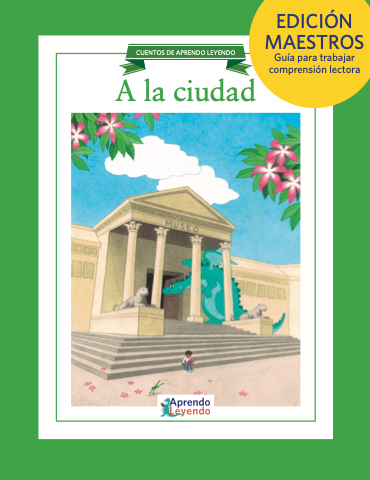 EDICIÓN
MAESTROS
Guía para trabajar
comprensión lectora
CUENTOS DE APRENDO LEYENDO
A la ciudad
MUSEO
Aprendo
Leyendo